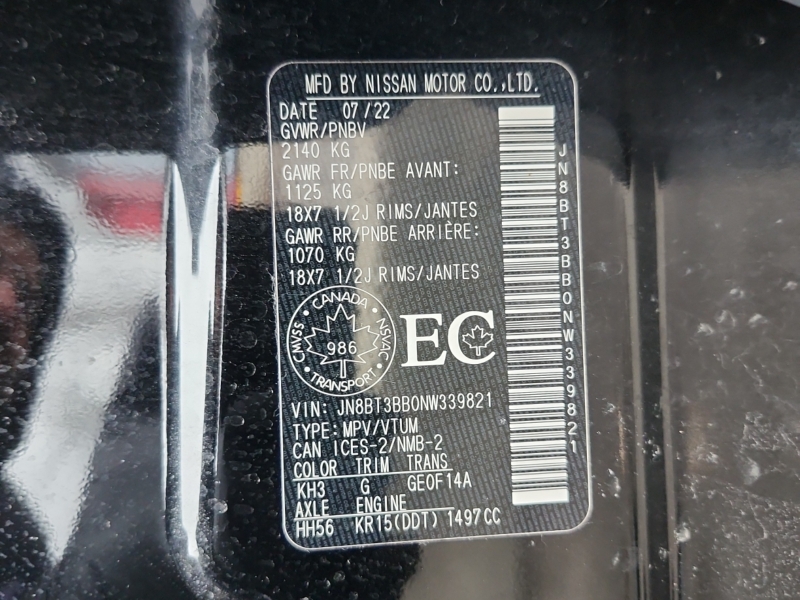 MFD BY NISSAN MOTOR CO.,LTD.
DATE 07/22
GVWR/PNBV
2140 KG
GAWR FR/PNBE AVANT:
1125 KG
18X7 1/2J RIMS/JANTES
GAWR RR/PNBE ARRIÈRE:
1070 KG
18X7 1/2J RIMS/JANTES
CANADA
CMVSS 986 NSVAC
TRANSPORT
EC
VIN: JN8BT3BB0NW339821
TYPE: MPV/VTUM
CAN ICES-2/NMB-2
COLOR TRIM TRANS
KH3 G GE0F14A
AXLE ENGINE
HH56 KR15(DDT) 1497CC
JN8BT3BB0NW339821